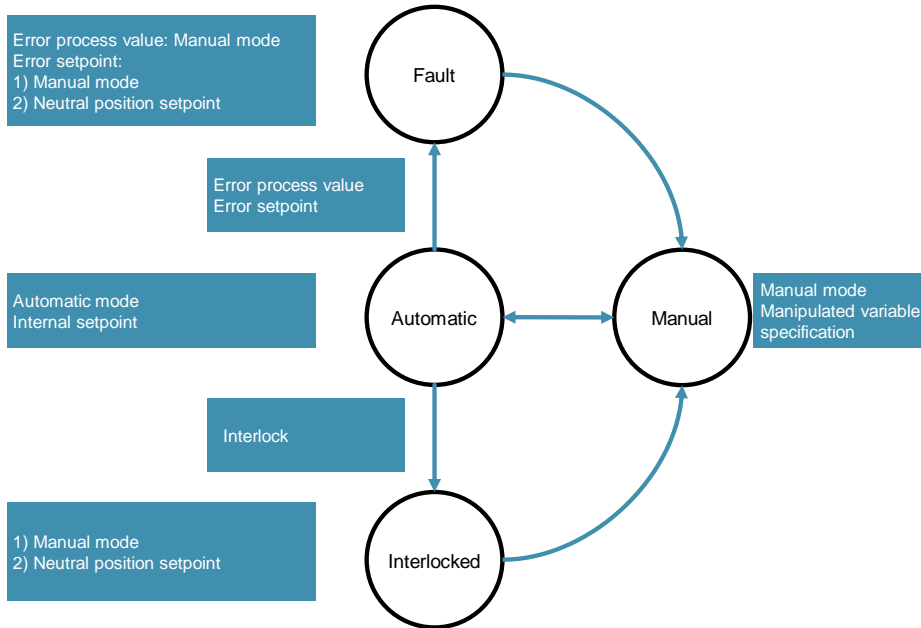 Error process value: Manual mode
Error setpoint:
1) Manual mode
2) Neutral position setpoint
Fault
Error process value
Error setpoint
Automatic mode
Internal setpoint
Automatic
Manual
Manual mode
Manipulated variable
specification
Interlock
1) Manual mode
2) Neutral position setpoint
Interlocked